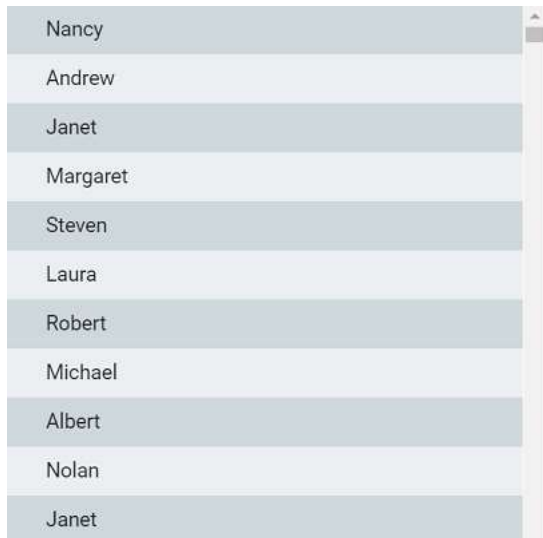 Nancy
Andrew
Janet
Margaret
Steven
Laura
Robert
Michael
Albert
Nolan
Janet